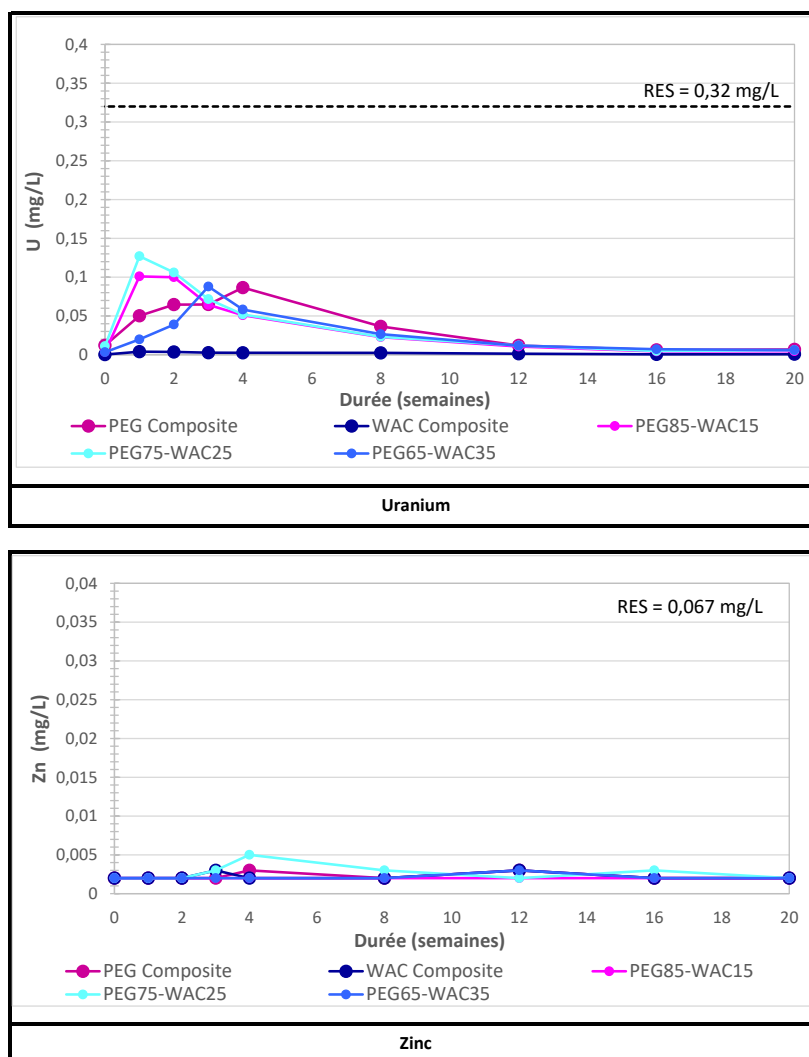 0,4
0,35
RES = 0,32 mg/L
0,3
0,25
0,2
0,15
0,1
0,05
0
U (mg/L)
0 2 4 6 8 10 12 14 16 18 20
Durée (semaines)
PEG Composite WAC Composite PEG85-WAC15
PEG75-WAC25 PEG65-WAC35
Uranium
0,04
RES = 0,067 mg/L
0,035
0,03
0,025
0,02
0,015
0,01
0,005
0
Zn (mg/L)
0 2 4 6 8 10 12 14 16 18 20
Durée (semaines)
PEG Composite WAC Composite PEG85-WAC15
PEG75-WAC25 PEG65-WAC35
Zinc